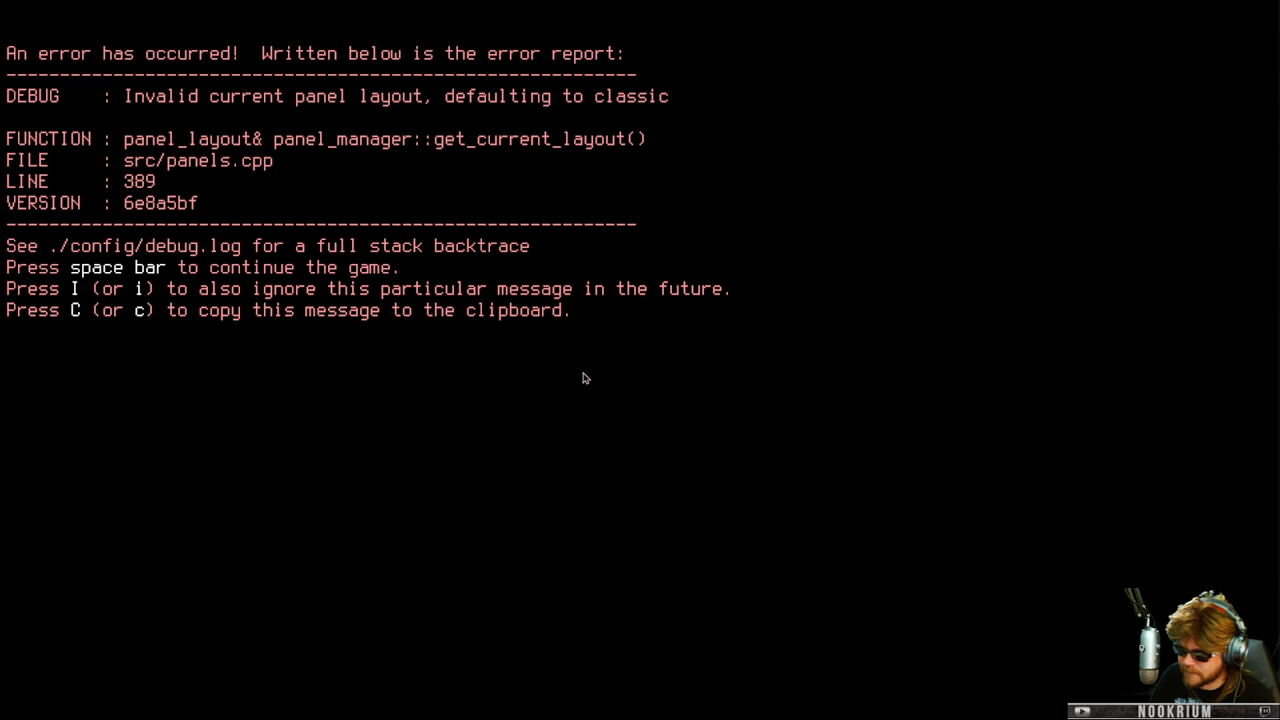 An error has occurred!  Written below is the error report:
-----------------------------------------------------------
DEBUG    : Invalid current panel layout, defaulting to classic
FUNCTION : panel_layout& panel_manager::get_current_layout()
FILE     : src/panels.cpp
LINE     : 389
VERSION  : 6e8a5bf
-----------------------------------------------------------
See ./config/debug.log for a full stack backtrace
Press space bar to continue the game.
Press I (or i) to also ignore this particular message in the future.
Press C (or c) to copy this message to the clipboard.
NOOKRIUM